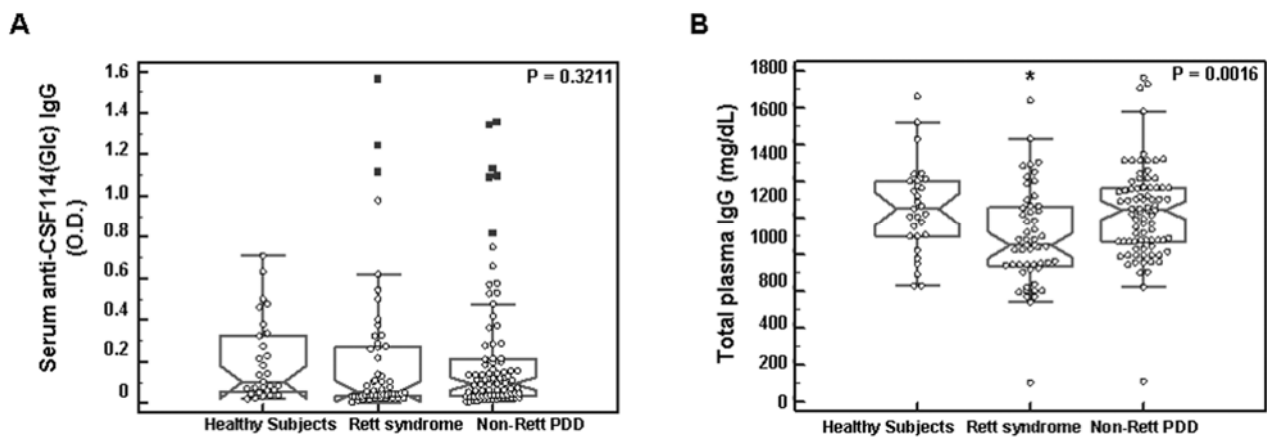 A
Serum anti-CSF114(Glc) IgG
(O.D.)
1.6
1.4
1.2
1.0
0.8
0.6
0.4
0.2
0
P = 0.3211
Healthy Subjects Rett syndrome Non-Rett PDD
B
Total plasma IgG (mg/dL)
1800
1600
1400
1200
1000
800
600
400
200
0
*
P = 0.0016
Healthy Subjects Rett syndrome Non-Rett PDD